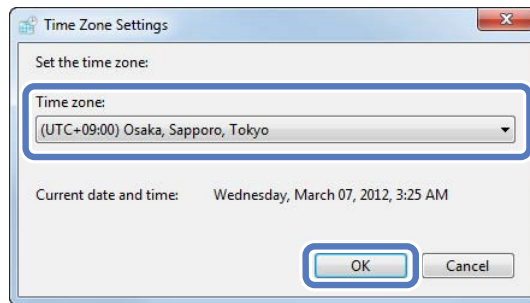 Time Zone Settings
Set the time zone:
Time zone:
(UTC+09:00) Osaka, Sapporo, Tokyo
Current date and time: Wednesday, March 07, 2012, 3:25 AM
OK Cancel